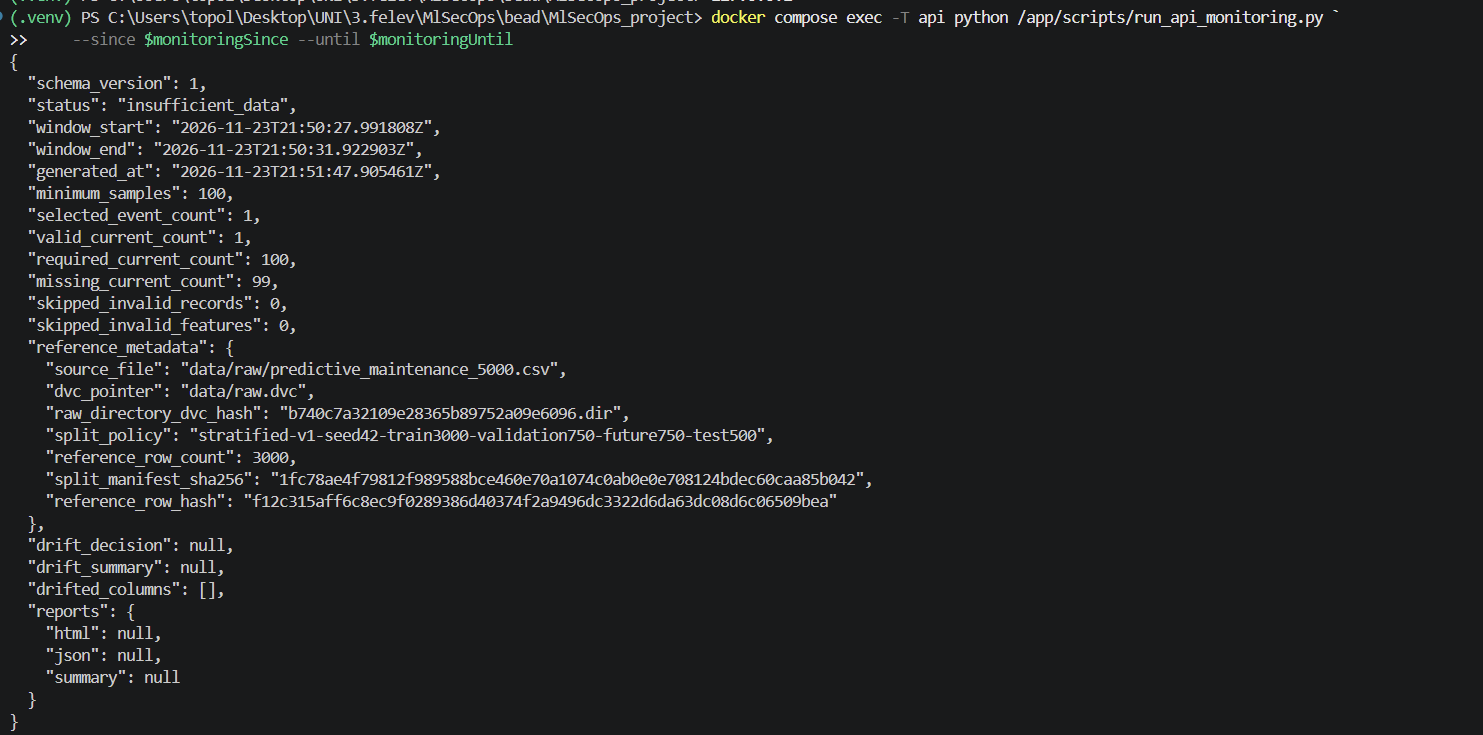 (.venv) PS C:\Users\topol\Desktop\UNI\3.felev\MlSecOps\bead\MlSecOps_project> docker compose exec -T api python /app/scripts/run_api_monitoring.py `
>>     --since $monitoringSince --until $monitoringUntil
{
  "schema_version": 1,
  "status": "insufficient_data",
  "window_start": "2026-11-23T21:50:27.991808Z",
  "window_end": "2026-11-23T21:50:31.922903Z",
  "generated_at": "2026-11-23T21:51:47.905461Z",
  "minimum_samples": 100,
  "selected_event_count": 1,
  "valid_current_count": 1,
  "required_current_count": 100,
  "missing_current_count": 99,
  "skipped_invalid_records": 0,
  "skipped_invalid_features": 0,
  "reference_metadata": {
    "source_file": "data/raw/predictive_maintenance_5000.csv",
    "dvc_pointer": "data/raw.dvc",
    "raw_directory_dvc_hash": "b740c7a32109e28365b89752a09e6096.dir",
    "split_policy": "stratified-v1-seed42-train3000-validation750-future750-test500",
    "reference_row_count": 3000,
    "split_manifest_sha256": "1fc78ae4f79812f989588bce460e70a1074c0ab0e0e708124bdec60caa85b042",
    "reference_row_hash": "f12c315aff6c8ec9f0289386d40374f2a9496dc3322d6da63dc08d6c06509bea"
  },
  "drift_decision": null,
  "drift_summary": null,
  "drifted_columns": [],
  "reports": {
    "html": null,
    "json": null,
    "summary": null
  }
}